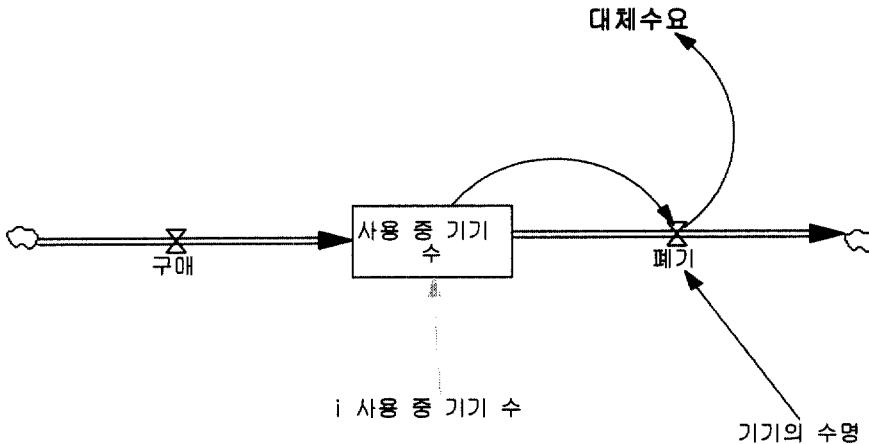 대체수요
사용 중 기기
수
구매
폐기
i 사용 중 기기 수
기기의 수명